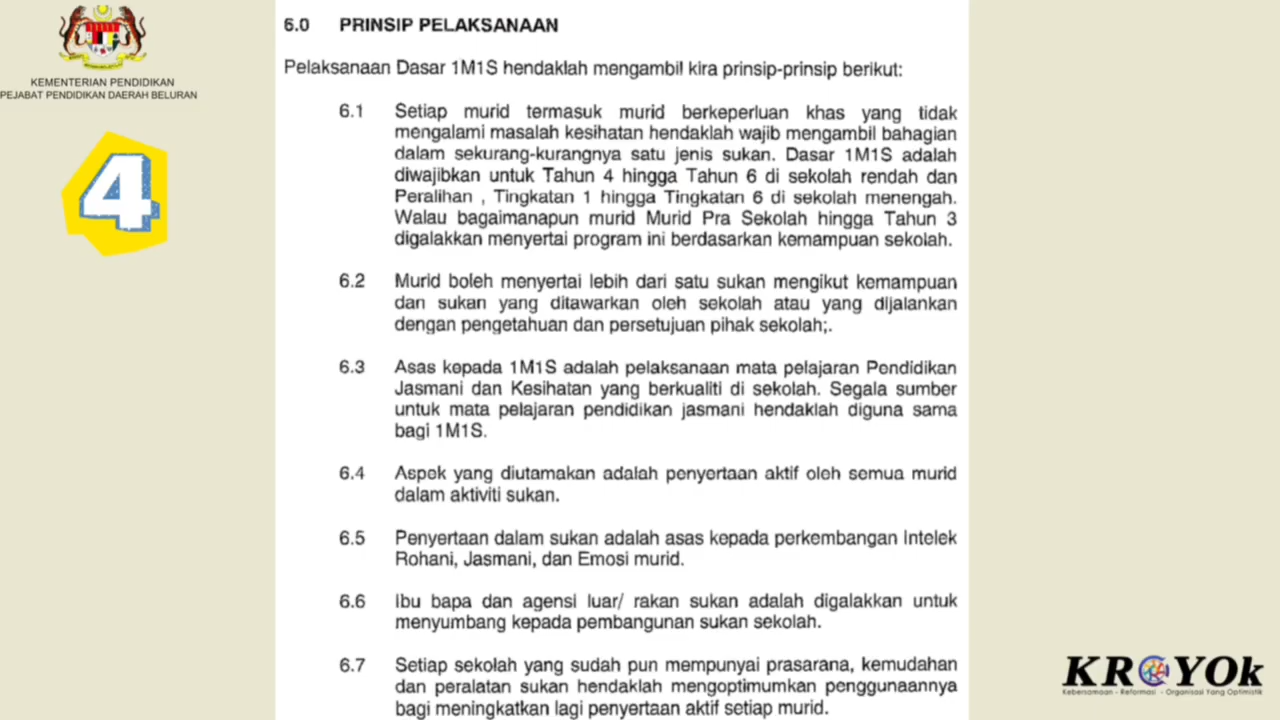 KEMENTERIAN PENDIDIKAN
PEJABAT PENDIDIKAN DAERAH BELURAN
4
6.0 PRINSIP PELAKSANAAN
Pelaksanaan Dasar 1M1S hendaklah mengambil kira prinsip-prinsip berikut:
6.1 Setiap murid termasuk murid berkeperluan khas yang tidak
mengalami masalah kesihatan hendaklah wajib mengambil bahagian
dalam sekurang-kurangnya satu jenis sukan. Dasar 1M1S adalah
diwajibkan untuk Tahun 4 hingga Tahun 6 di sekolah rendah dan
Peralihan , Tingkatan 1 hingga Tingkatan 6 di sekolah menengah.
Walau bagaimanapun murid Murid Pra Sekolah hingga Tahun 3
digalakkan menyertai program ini berdasarkan kemampuan sekolah.
6.2 Murid boleh menyertai lebih dari satu sukan mengikut kemampuan
dan sukan yang ditawarkan oleh sekolah atau yang dijalankan
dengan pengetahuan dan persetujuan pihak sekolah;.
6.3 Asas kepada 1M1S adalah pelaksanaan mata pelajaran Pendidikan
Jasmani dan Kesihatan yang berkualiti di sekolah. Segala sumber
untuk mata pelajaran pendidikan jasmani hendaklah diguna sama
bagi 1M1S.
6.4 Aspek yang diutamakan adalah penyertaan aktif oleh semua murid
dalam aktiviti sukan.
6.5 Penyertaan dalam sukan adalah asas kepada perkembangan Intelek
Rohani, Jasmani, dan Emosi murid.
6.6 Ibu bapa dan agensi luar/ rakan sukan adalah digalakkan untuk
menyumbang kepada pembangunan sukan sekolah.
6.7 Setiap sekolah yang sudah pun mempunyai prasarana, kemudahan
dan peralatan sukan hendaklah mengoptimumkan penggunaannya
bagi meningkatkan lagi penyertaan aktif setiap murid.
KROYOk
Kebersamaan - Reformasi - Organisasi Yang Optimistik